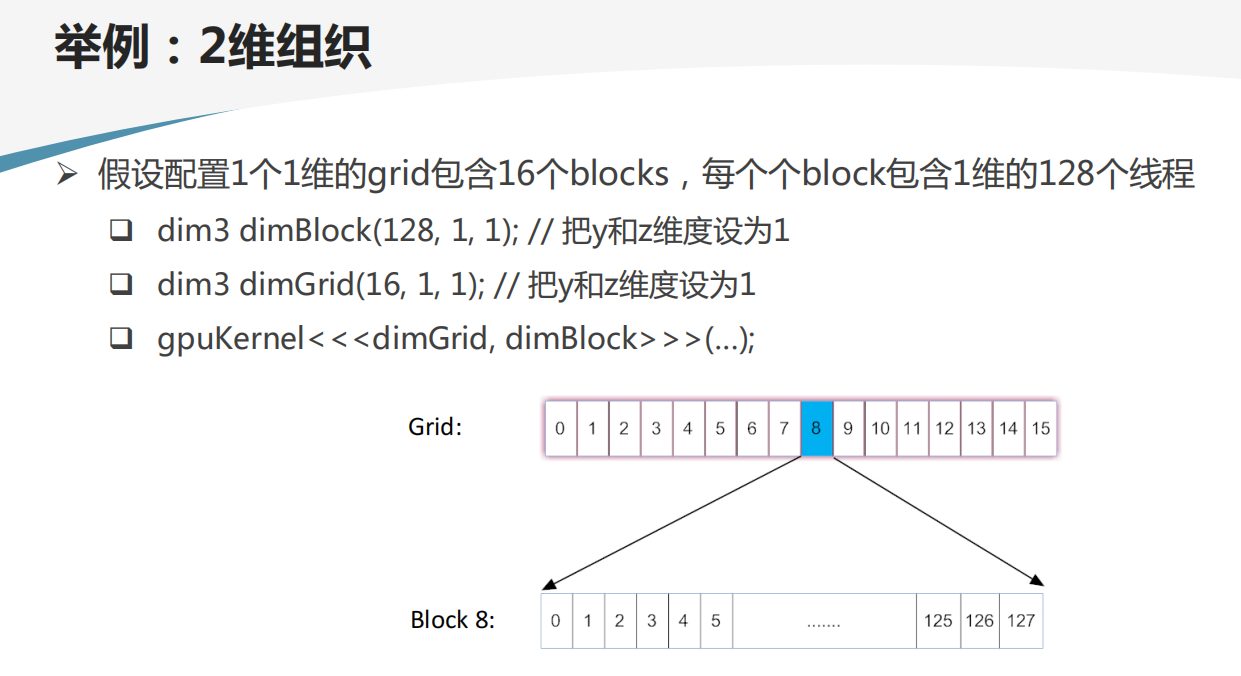 举例：2维组织
假设配置1个1维的grid包含16个blocks，每个个block包含1维的128个线程
dim3 dimBlock(128, 1, 1); // 把y和z维度设为1
dim3 dimGrid(16, 1, 1); // 把y和z维度设为1
gpuKernel<<<dimGrid, dimBlock>>>(...);
Grid: 0 1 2 3 4 5 6 7 8 9 10 11 12 13 14 15
Block 8: 0 1 2 3 4 5 ....... 125 126 127